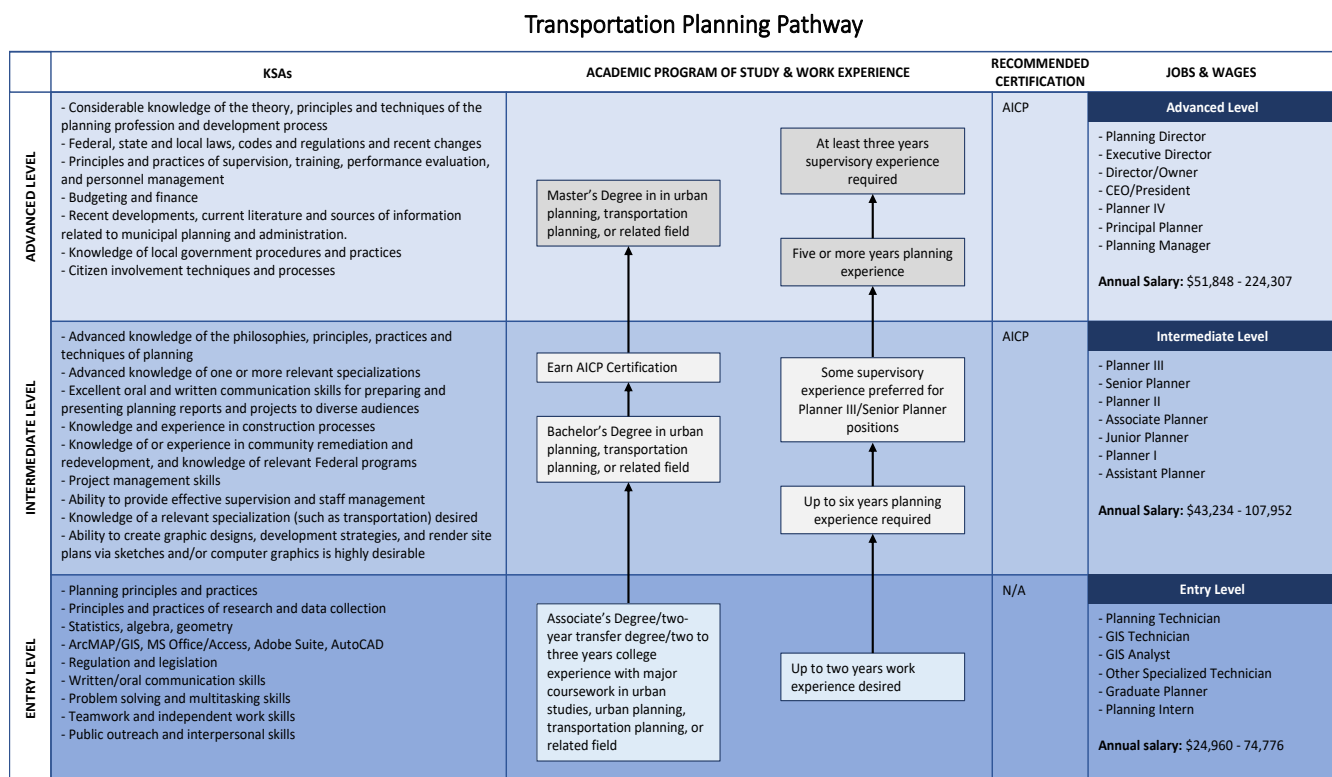 Transportation Planning Pathway
KSAs
ACADEMIC PROGRAM OF STUDY & WORK EXPERIENCE
RECOMMENDED
CERTIFICATION
JOBS & WAGES
ADVANCED LEVEL
- Considerable knowledge of the theory, principles and techniques of the
planning profession and development process
- Federal, state and local laws, codes and regulations and recent changes
- Principles and practices of supervision, training, performance evaluation,
and personnel management
- Budgeting and finance
- Recent developments, current literature and sources of information
related to municipal planning and administration.
- Knowledge of local government procedures and practices
- Citizen involvement techniques and processes
Master's Degree in in urban
planning, transportation
planning, or related field
At least three years
supervisory experience
required
Five or more years planning
experience
AICP
Advanced Level
- Planning Director
- Executive Director
- Director/Owner
- CEO/President
- Planner IV
- Principal Planner
- Planning Manager
Annual Salary: $51,848 - 224,307
INTERMEDIATE LEVEL
- Advanced knowledge of the philosophies, principles, practices and
techniques of planning
- Advanced knowledge of one or more relevant specializations
- Excellent oral and written communication skills for preparing and
presenting planning reports and projects to diverse audiences
- Knowledge and experience in construction processes
- Knowledge of or experience in community remediation and
redevelopment, and knowledge of relevant Federal programs
- Project management skills
- Ability to provide effective supervision and staff management
- Knowledge of a relevant specialization (such as transportation) desired
- Ability to create graphic designs, development strategies, and render site
plans via sketches and/or computer graphics is highly desirable
Earn AICP Certification
Bachelor's Degree in urban
planning, transportation
planning, or related field
Some supervisory
experience preferred for
Planner III/Senior Planner
positions
Up to six years planning
experience required
AICP
Intermediate Level
- Planner III
- Senior Planner
- Planner II
- Associate Planner
- Junior Planner
- Planner I
- Assistant Planner
Annual Salary: $43,234 - 107,952
ENTRY LEVEL
- Planning principles and practices
- Principles and practices of research and data collection
- Statistics, algebra, geometry
- ArcMAP/GIS, MS Office/Access, Adobe Suite, AutoCAD
- Regulation and legislation
- Written/oral communication skills
- Problem solving and multitasking skills
- Teamwork and independent work skills
- Public outreach and interpersonal skills
Associate's Degree/two-
year transfer degree/two to
three years college
experience with major
coursework in urban
studies, urban planning,
transportation planning, or
related field
Up to two years work
experience desired
N/A
Entry Level
- Planning Technician
- GIS Technician
- GIS Analyst
- Other Specialized Technician
- Graduate Planner
- Planning Intern
Annual salary: $24,960 - 74,776